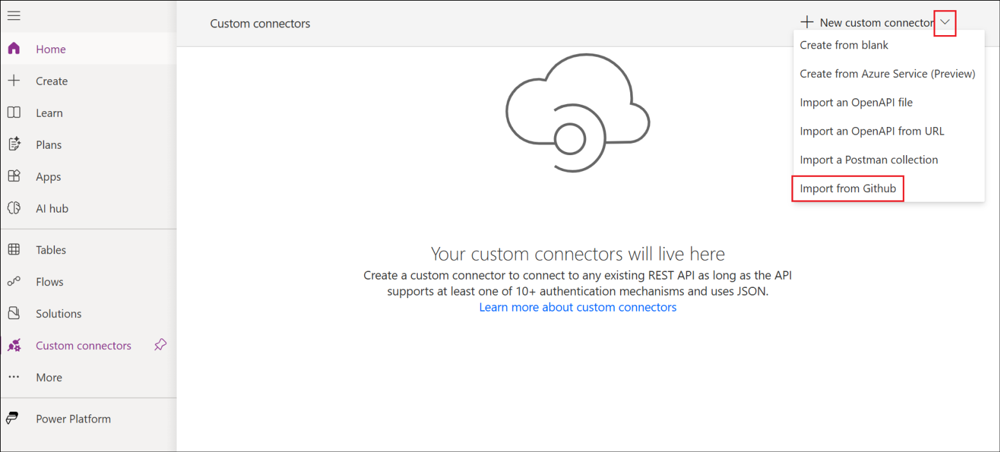 Custom connectors
New custom connector
Home
Create
Learn
Plans
Apps
AI hub
Tables
Flows
Solutions
Custom connectors
More
Power Platform
Create from blank
Create from Azure Service (Preview)
Import an OpenAPI file
Import an OpenAPI from URL
Import a Postman collection
Import from Github
Your custom connectors will live here
Create a custom connector to connect to any existing REST API as long as the API
supports at least one of 10+ authentication mechanisms and uses JSON.
Learn more about custom connectors